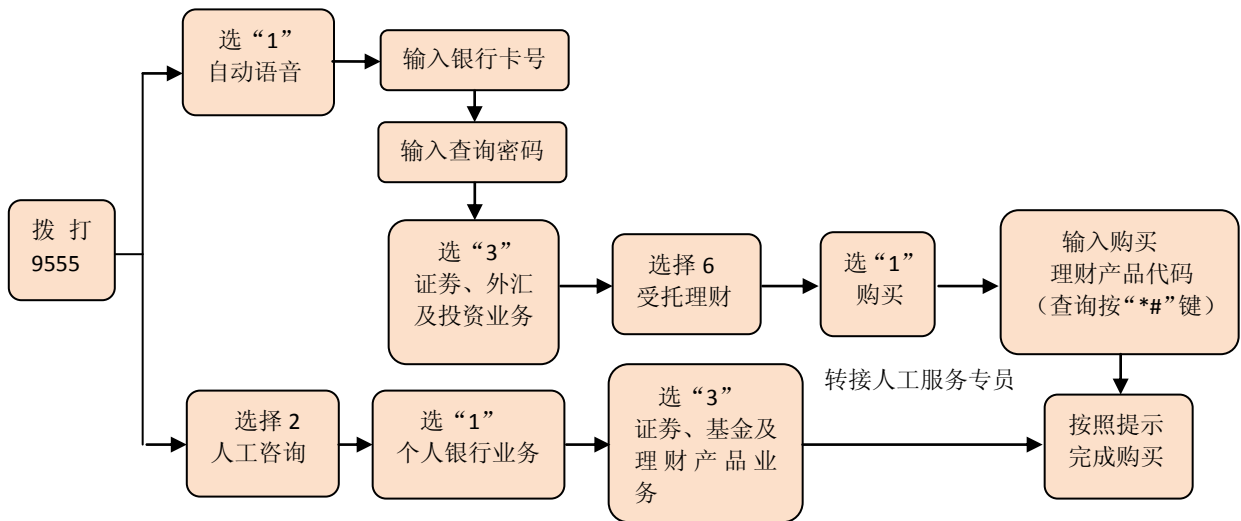 选“1”
自动语音
输入银行卡号
输入查询密码
拨 打
9555
选“3”
证券、外汇
及投资业务
选择 6
受托理财
选“1”
购买
输入购买
理财产品代码
（查询按“*#”键）
选择 2
人工咨询
选“1”
个人银行业务
选“3”
证券、基金及
理财产品业
务
转接人工服务专员
按照提示
完成购买